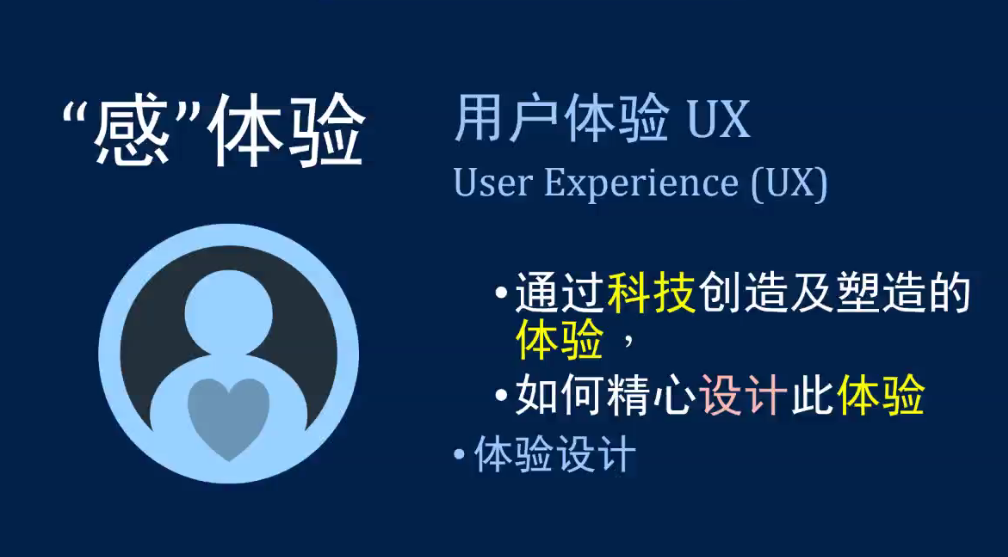 “感”体验
用户体验 UX
User Experience (UX)
•通过科技创造及塑造的
体验，
•如何精心设计此体验
•体验设计